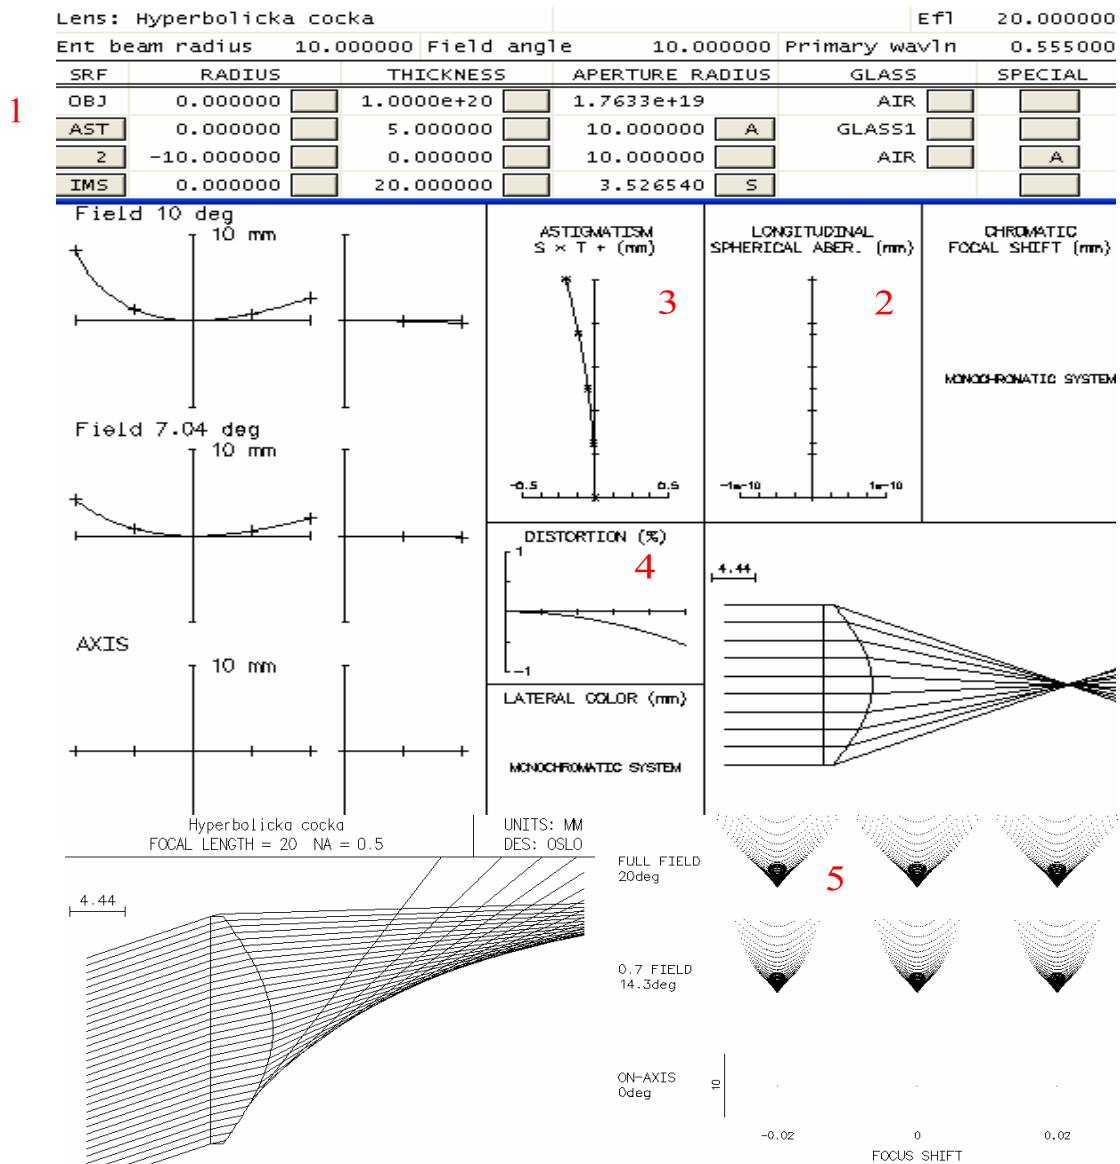 Lens: Hyperbolicka cocka Efl 20.000000
Ent beam radius 10.000000 Field angle 10.000000 Primary wavln 0.555000
SRF RADIUS THICKNESS APERTURE RADIUS GLASS SPECIAL
1
OBJ 0.000000 1.0000e+20 1.7633e+19 AIR
AST 0.000000 5.000000 10.000000 A GLASS1
2 -10.000000 0.000000 10.000000 AIR A
IMS 0.000000 20.000000 3.526540 S
Field 10 deg
10 mm
Field 7.04 deg
10 mm
AXIS
10 mm
ASTIGMATISM
S × T + (mm)
3
-0.5 0.5
LONGITUDINAL
SPHERICAL ABER. (mm)
2
-1e-10 1e-10
CHROMATIC
FOCAL SHIFT (mm)
MONOCHROMATIC SYSTEM
DISTORTION (%)
1
4
-1
LATERAL COLOR (mm)
MONOCHROMATIC SYSTEM
4.44
Hyperbolicka cocka
FOCAL LENGTH = 20 NA = 0.5
UNITS: MM
DES: OSLO
4.44
FULL FIELD
20deg
5
0.7 FIELD
14.3deg
ON-AXIS
0deg
10
-0.02 0 0.02
FOCUS SHIFT